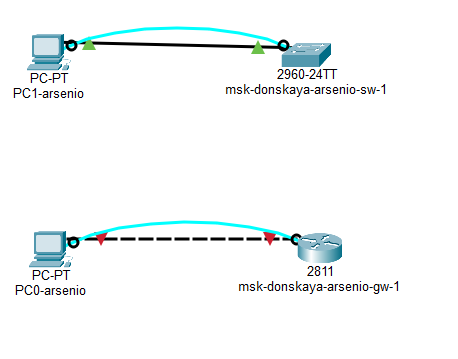 PC-PT
PC1-arsenio
2960-24TT
msk-donskaya-arsenio-sw-1
PC-PT
PC0-arsenio
2811
msk-donskaya-arsenio-gw-1